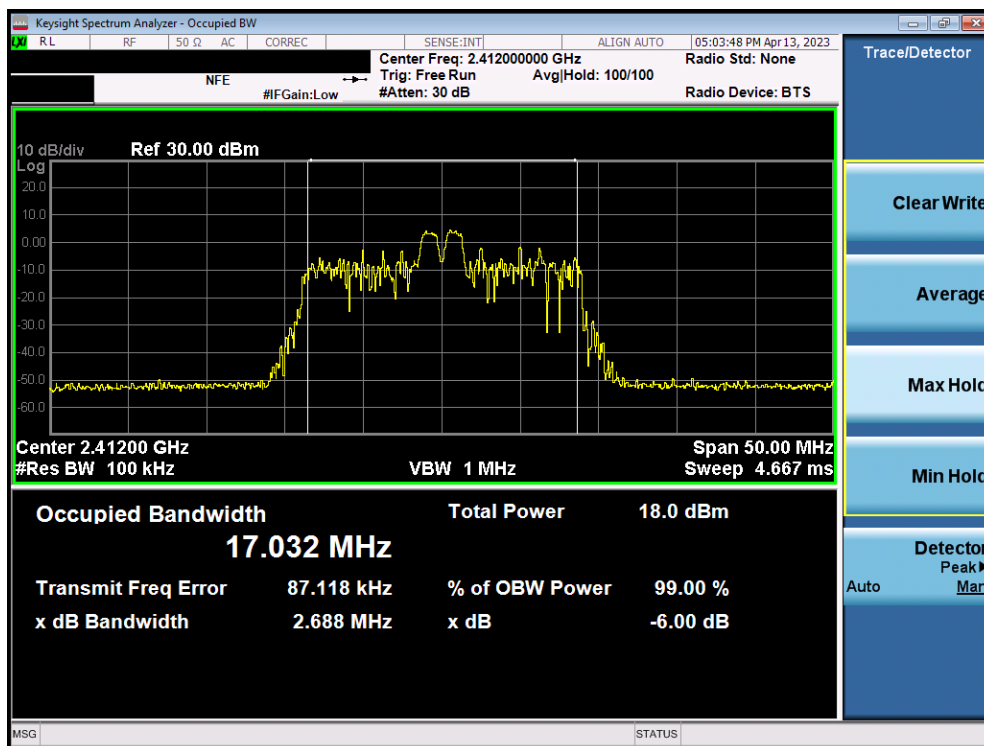 Keysight Spectrum Analyzer - Occupied BW
LXI RL RF 50 Ω AC CORREC SENSE:INT ALIGN AUTO 05:03:48 PM Apr 13, 2023
Center Freq: 2.412000000 GHz Radio Std: None
NFE Trig: Free Run Avg|Hold: 100/100
#IFGain:Low #Atten: 30 dB Radio Device: BTS
Trace/Detector
10 dB/div Ref 30.00 dBm
Log
20.0
10.0
0.00
-10.0
-20.0
-30.0
-40.0
-50.0
-60.0
Center 2.41200 GHz Span 50.00 MHz
#Res BW 100 kHz VBW 1 MHz Sweep 4.667 ms
Occupied Bandwidth Total Power 18.0 dBm
17.032 MHz
Transmit Freq Error 87.118 kHz % of OBW Power 99.00 %
x dB Bandwidth 2.688 MHz x dB -6.00 dB
Clear Write
Average
Max Hold
Min Hold
Detector
Peak
Auto Man
MSG STATUS